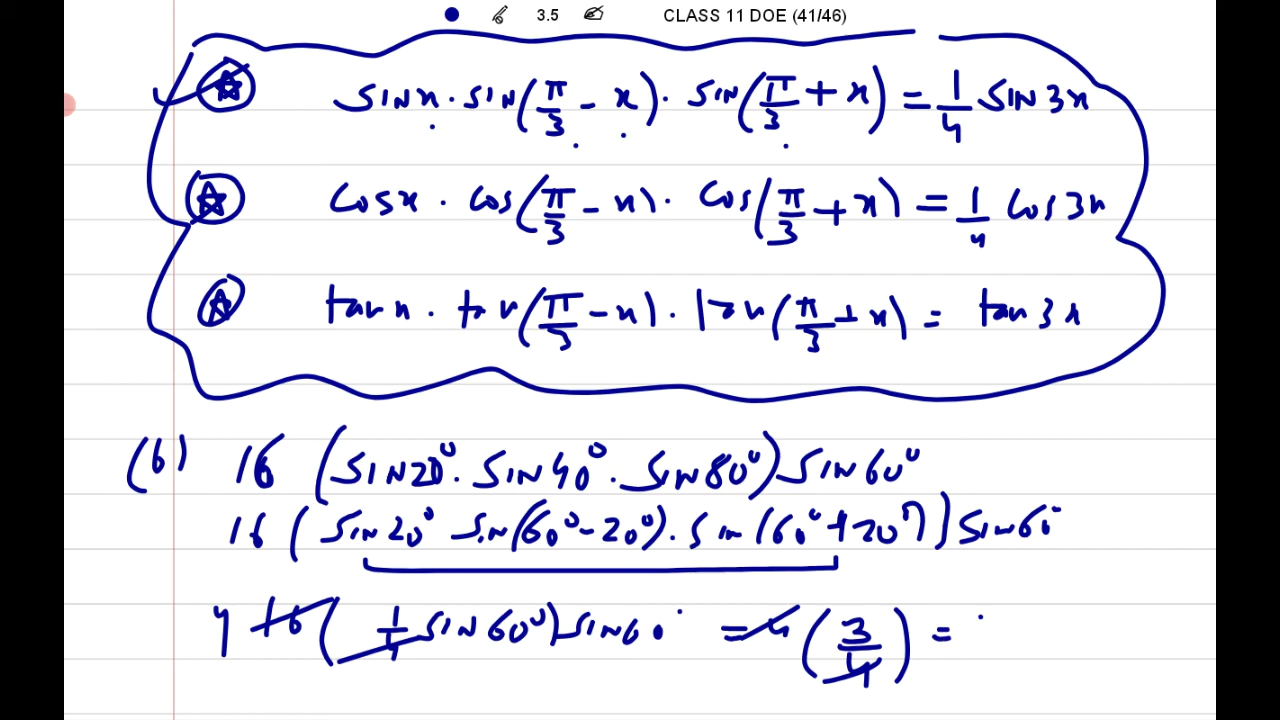 3.5 CLASS 11 DOE (41/46)
sin x · sin(π/3 - x) · sin(π/3 + x) = 1/4 sin 3x
cos x · cos(π/3 - x) · cos(π/3 + x) = 1/4 cos 3x
tan x · tan(π/3 - x) · tan(π/3 + x) = tan 3x
(b) 16 (sin 20° · sin 40° · sin 80°) sin 60°
16 ( sin 20° sin(60° - 20°) · sin(60° + 20°) ) sin 60°
4 16 ( 1/4 sin 60° ) sin 60° = 4 ( 3/4 ) =